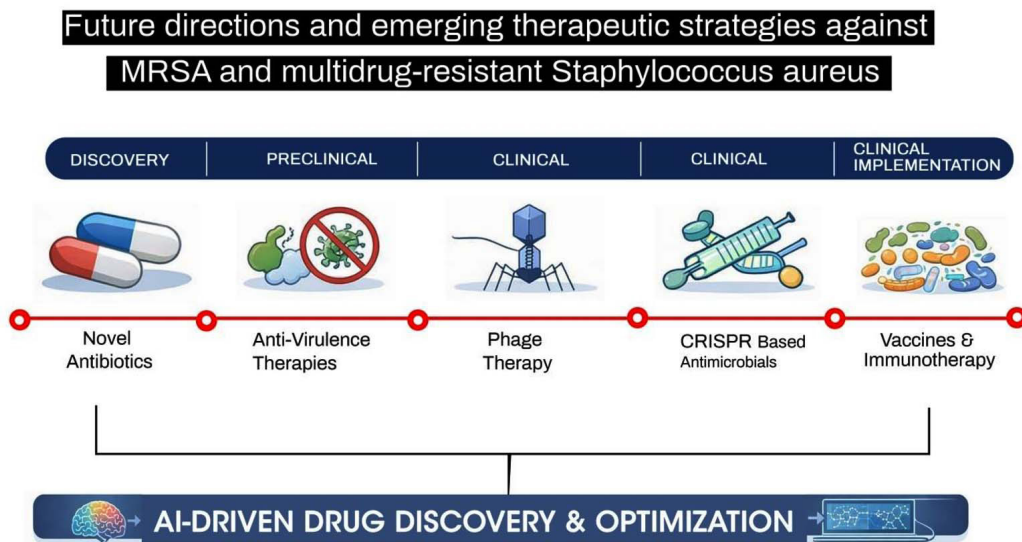 Future directions and emerging therapeutic strategies against
MRSA and multidrug-resistant Staphylococcus aureus
DISCOVERY
PRECLINICAL
CLINICAL
CLINICAL
CLINICAL
IMPLEMENTATION
Novel
Antibiotics
Anti-Virulence
Therapies
Phage
Therapy
CRISPR Based
Antimicrobials
Vaccines &
Immunotherapy
AI-DRIVEN DRUG DISCOVERY & OPTIMIZATION